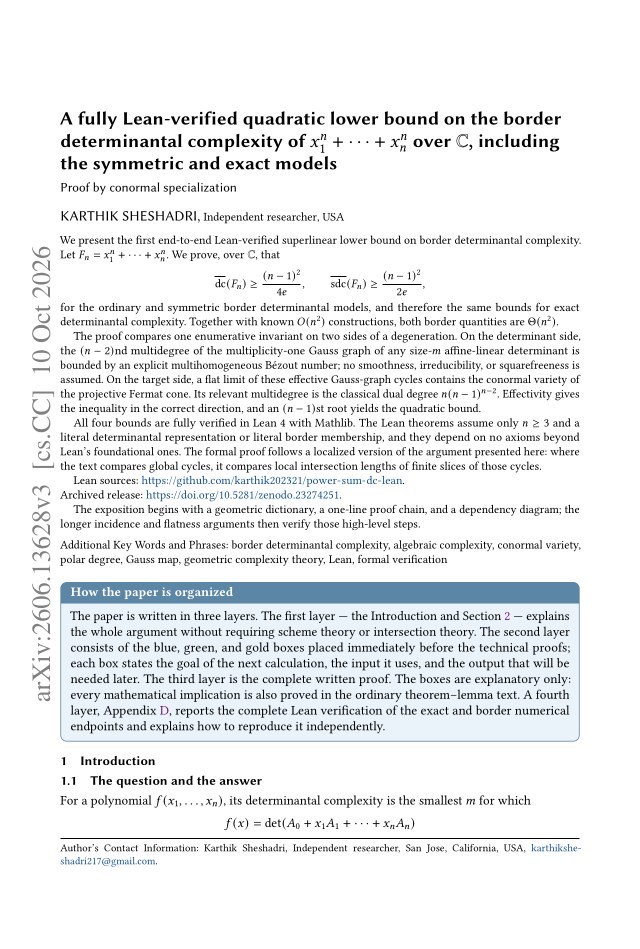 A fully Lean-verified quadratic lower bound on the border
determinantal complexity of x₁ⁿ + · · · + xₙⁿ over ℂ, including
the symmetric and exact models
Proof by conormal specialization
KARTHIK SHESHADRI, Independent researcher, USA
We present the first end-to-end Lean-verified superlinear lower bound on border determinantal complexity.
Let Fₙ = x₁ⁿ + · · · + xₙⁿ. We prove, over ℂ, that
d̅c̅(Fₙ) ≥ (n − 1)²/4e, s̅d̅c̅(Fₙ) ≥ (n − 1)²/2e,
for the ordinary and symmetric border determinantal models, and therefore the same bounds for exact
determinantal complexity. Together with known O(n²) constructions, both border quantities are Θ(n²).
The proof compares one enumerative invariant on two sides of a degeneration. On the determinant side,
the (n − 2)nd multidegree of the multiplicity-one Gauss graph of any size-m affine-linear determinant is
bounded by an explicit multihomogeneous Bézout number; no smoothness, irreducibility, or squarefreeness is
assumed. On the target side, a flat limit of these effective Gauss-graph cycles contains the conormal variety of
the projective Fermat cone. Its relevant multidegree is the classical dual degree n(n − 1)ⁿ⁻². Effectivity gives
the inequality in the correct direction, and an (n − 1)st root yields the quadratic bound.
All four bounds are fully verified in Lean 4 with Mathlib. The Lean theorems assume only n ≥ 3 and a
literal determinantal representation or literal border membership, and they depend on no axioms beyond
Lean's foundational ones. The formal proof follows a localized version of the argument presented here: where
the text compares global cycles, it compares local intersection lengths of finite slices of those cycles.
Lean sources: https://github.com/karthik202321/power-sum-dc-lean.
Archived release: https://doi.org/10.5281/zenodo.23274251.
The exposition begins with a geometric dictionary, a one-line proof chain, and a dependency diagram; the
longer incidence and flatness arguments then verify those high-level steps.
Additional Key Words and Phrases: border determinantal complexity, algebraic complexity, conormal variety,
polar degree, Gauss map, geometric complexity theory, Lean, formal verification
How the paper is organized
The paper is written in three layers. The first layer — the Introduction and Section 2 — explains
the whole argument without requiring scheme theory or intersection theory. The second layer
consists of the blue, green, and gold boxes placed immediately before the technical proofs;
each box states the goal of the next calculation, the input it uses, and the output that will be
needed later. The third layer is the complete written proof. The boxes are explanatory only:
every mathematical implication is also proved in the ordinary theorem–lemma text. A fourth
layer, Appendix D, reports the complete Lean verification of the exact and border numerical
endpoints and explains how to reproduce it independently.
1 Introduction
1.1 The question and the answer
For a polynomial f(x₁, . . . , xₙ), its determinantal complexity is the smallest m for which
f(x) = det(A₀ + x₁A₁ + · · · + xₙAₙ)
Author's Contact Information: Karthik Sheshadri, Independent researcher, San Jose, California, USA, karthikshe-
shadri217@gmail.com.
arXiv:2606.13628v3 [cs.CC] 10 Oct 2026